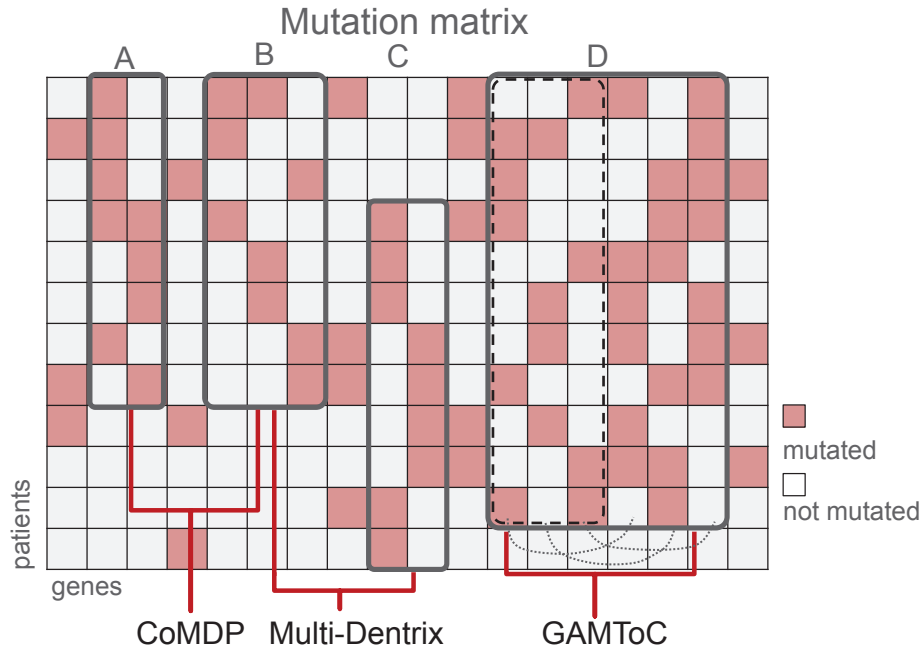 Mutation matrix
A
B
C
D
mutated
not mutated
patients
genes
CoMDP
Multi-Dentrix
GAMToC